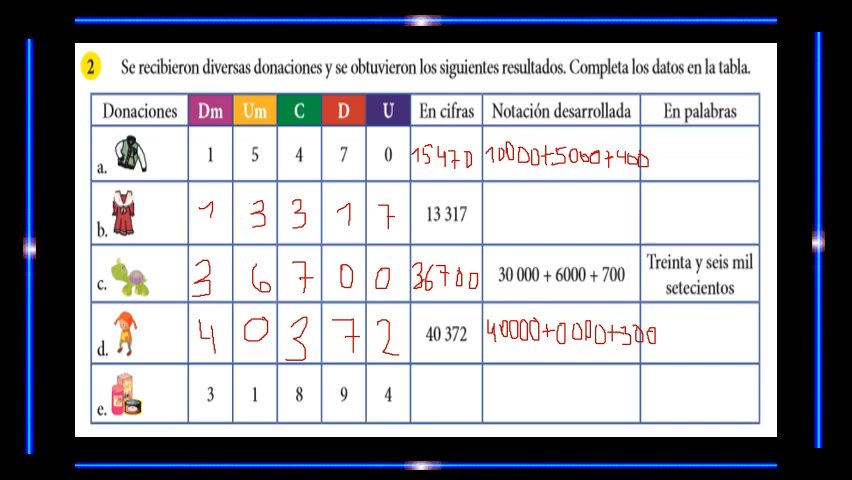 2 Se recibieron diversas donaciones y se obtuvieron los siguientes resultados. Completa los datos en la tabla.
Donaciones Dm Um C D U En cifras Notación desarrollada En palabras
a. 1 5 4 7 0 15470 10000+5000+400
b. 1 3 3 1 7 13 317
c. 3 6 7 0 0 36700 30 000 + 6000 + 700 Treinta y seis mil
setecientos
d. 4 0 3 7 2 40 372 40000+0000+300
e. 3 1 8 9 4